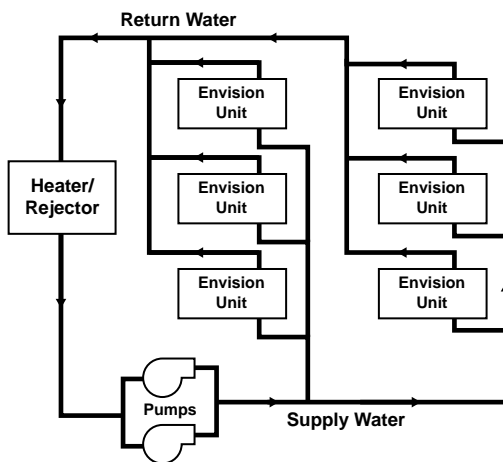 Return Water
Envision
Unit
Envision
Unit
Heater/
Rejector
Envision
Unit
Envision
Unit
Envision
Unit
Envision
Unit
Pumps
Supply Water